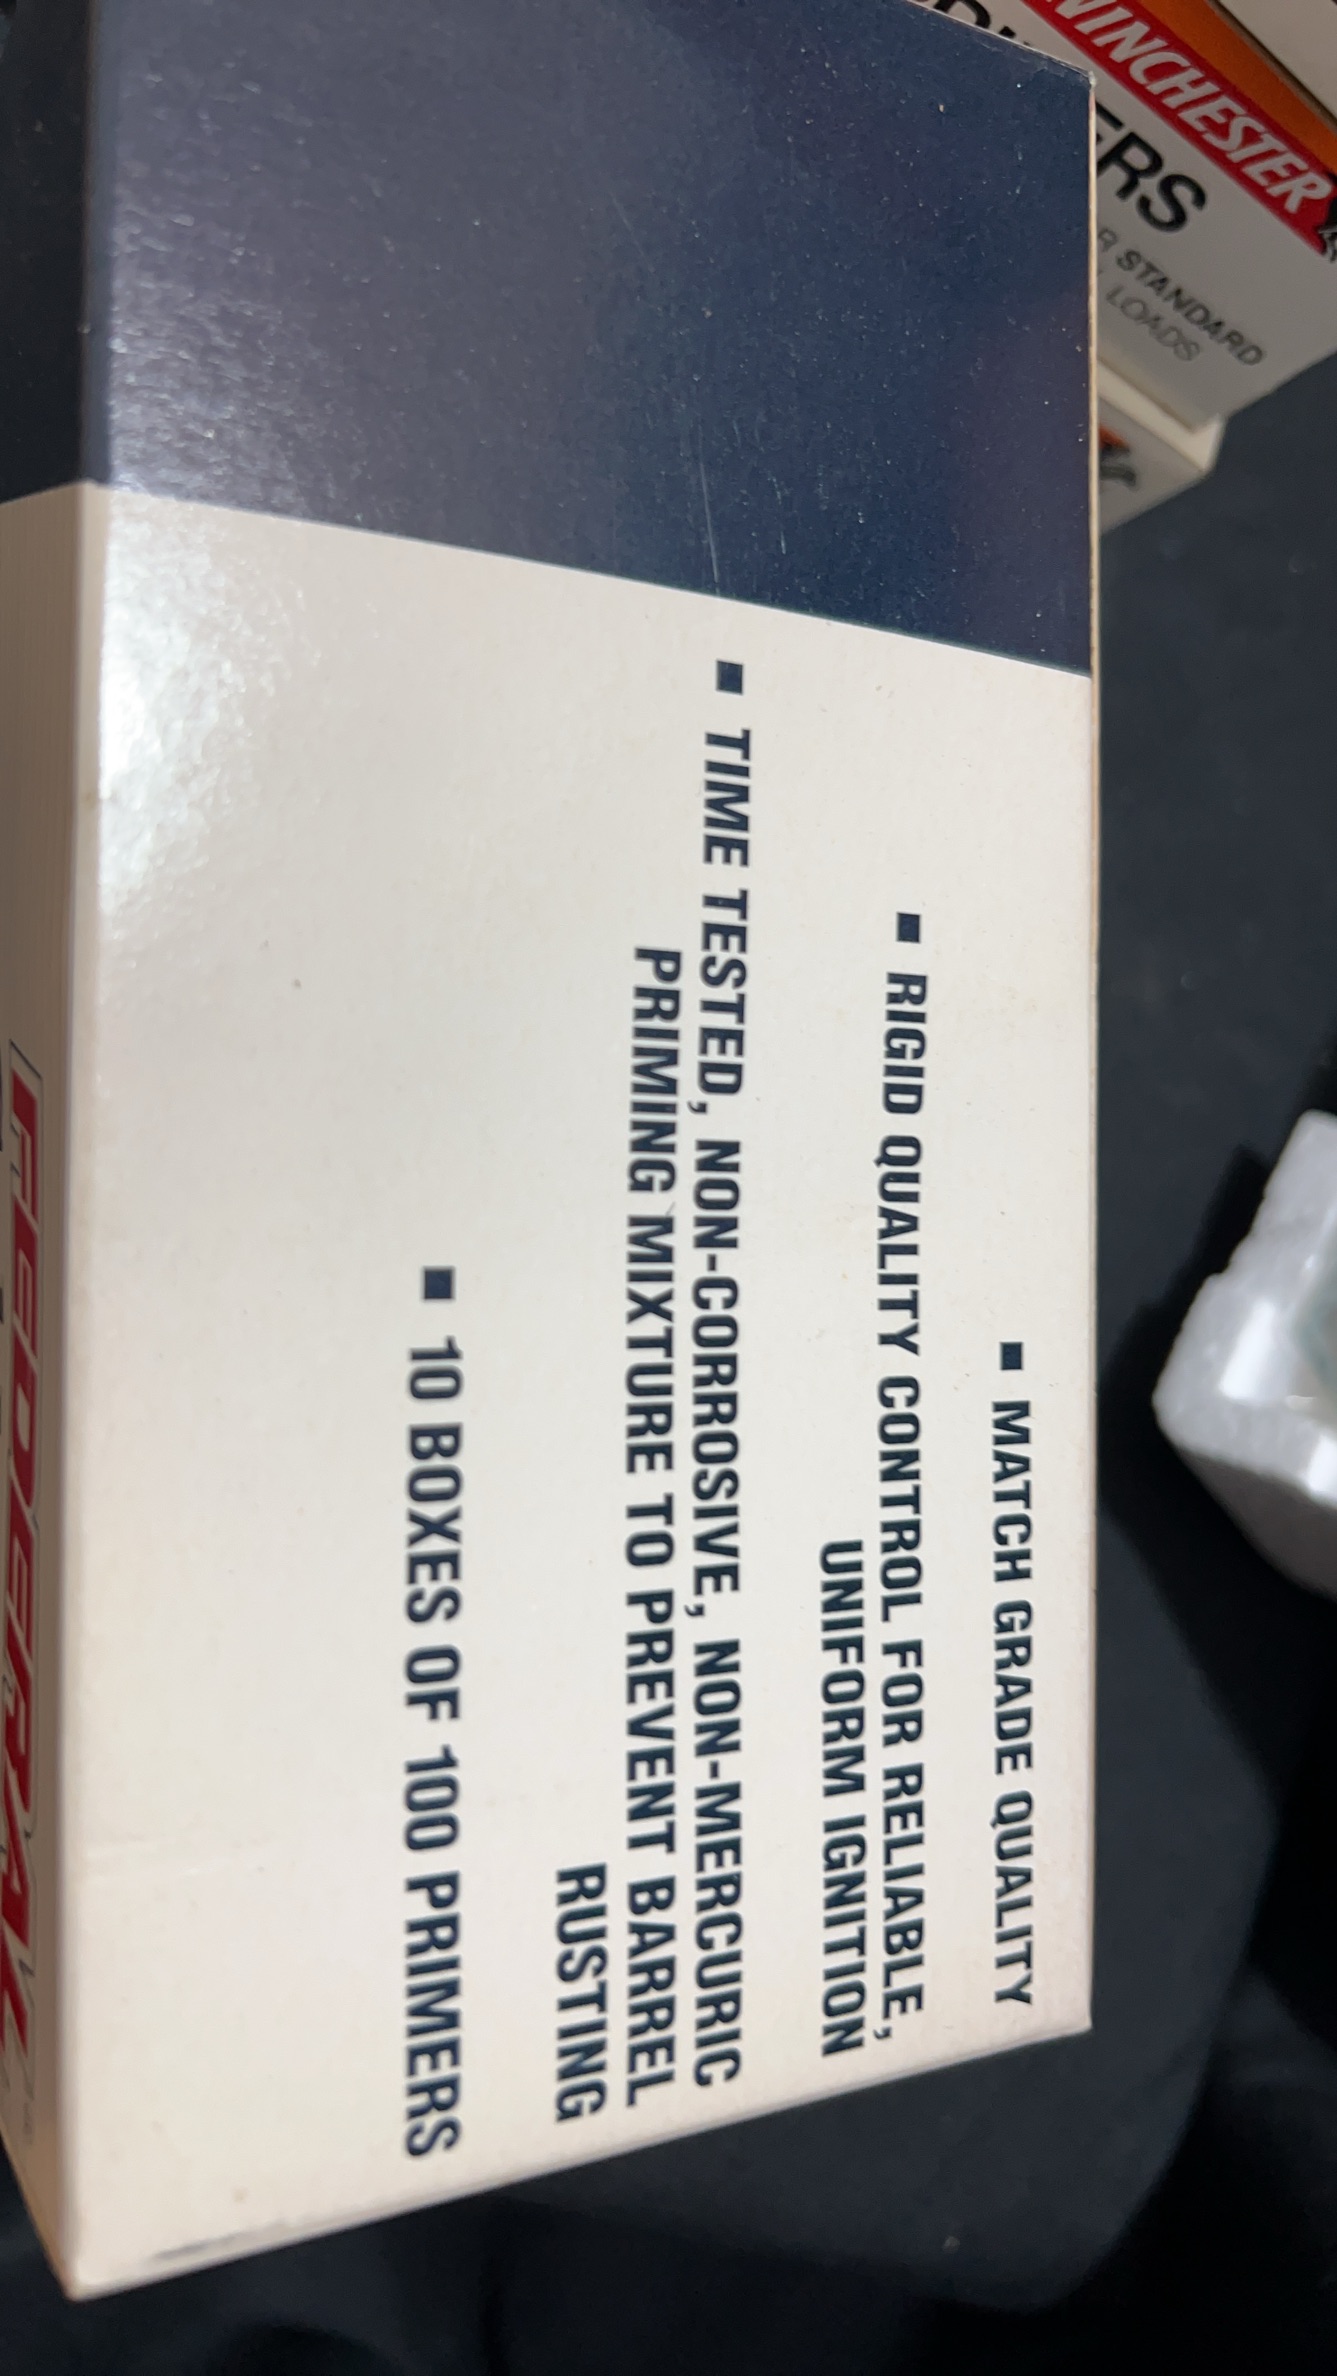 ■ MATCH GRADE QUALITY
■ RIGID QUALITY CONTROL FOR RELIABLE,
UNIFORM IGNITION
■ TIME TESTED, NON-CORROSIVE, NON-MERCURIC
PRIMING MIXTURE TO PREVENT BARREL
RUSTING
■ 10 BOXES OF 100 PRIMERS
FEDERAL
WINCHESTER
STANDARD
LOADS